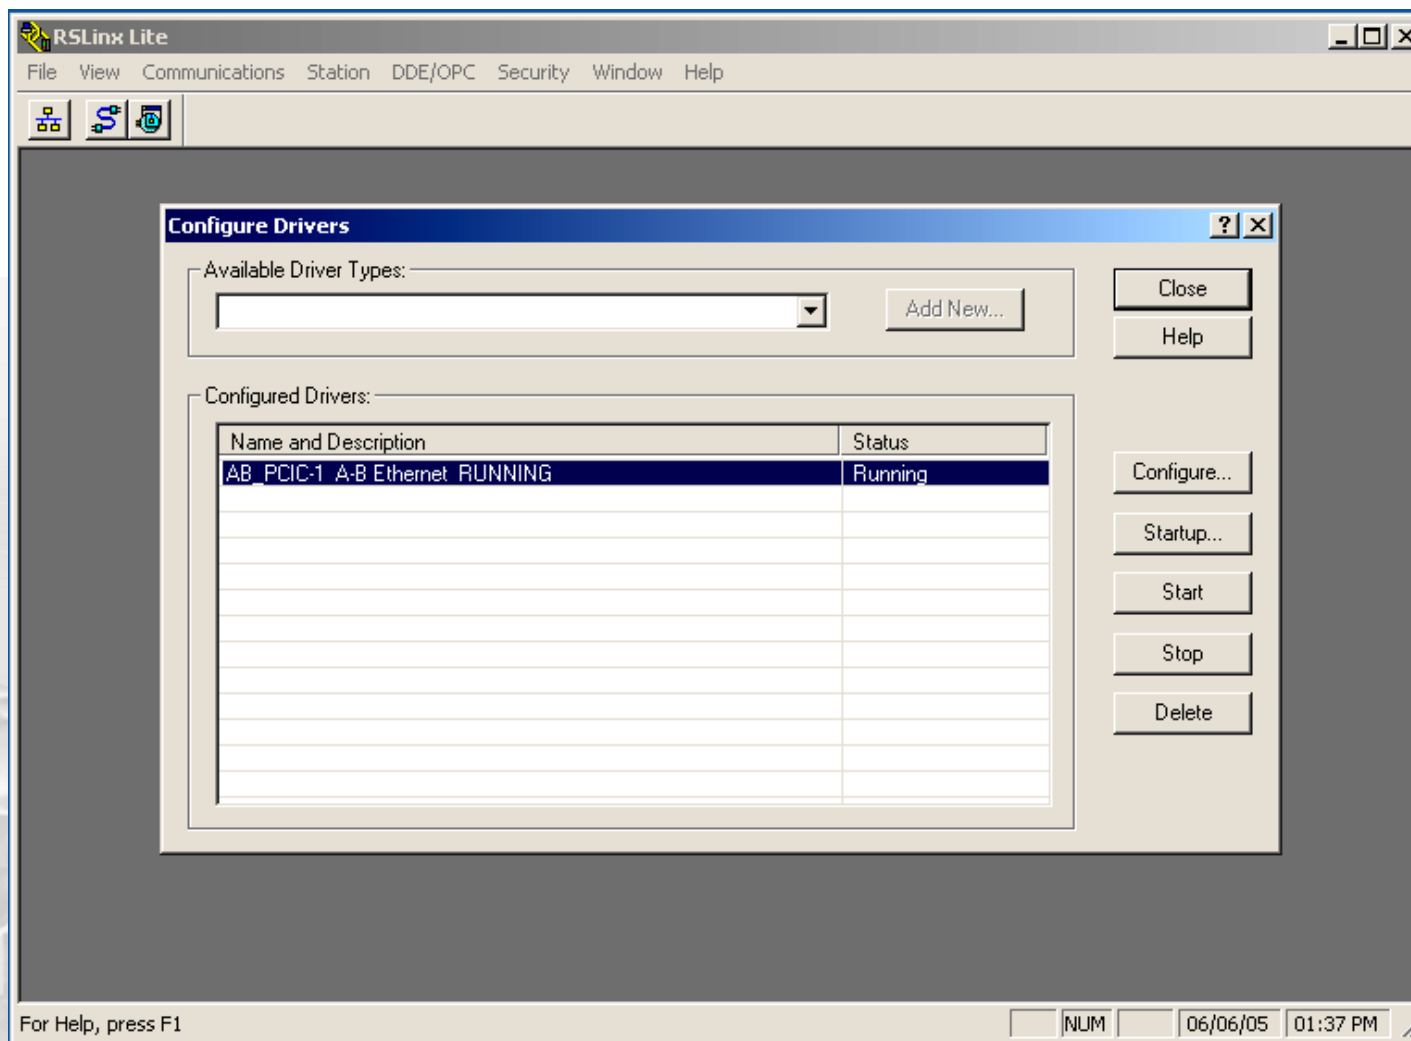 RSLinx Lite
File View Communications Station DDE/OPC Security Window Help
Configure Drivers
Available Driver Types:
Add New...
Close
Help
Configured Drivers:
Name and Description Status
AB_PCIC-1 A-B Ethernet RUNNING Running
Configure...
Startup...
Start
Stop
Delete
For Help, press F1 NUM 06/06/05 01:37 PM